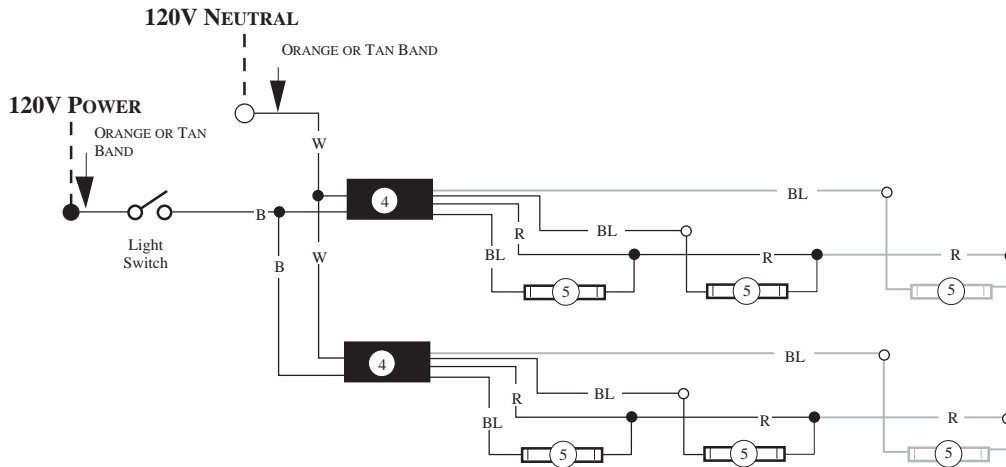 120V NEUTRAL
ORANGE OR TAN BAND
120V POWER
ORANGE OR TAN
BAND
W
4
BL
B
R
BL
BL
R
R
Light
Switch
B
W
5
5
5
4
BL
R
BL
BL
R
R
5
5
5